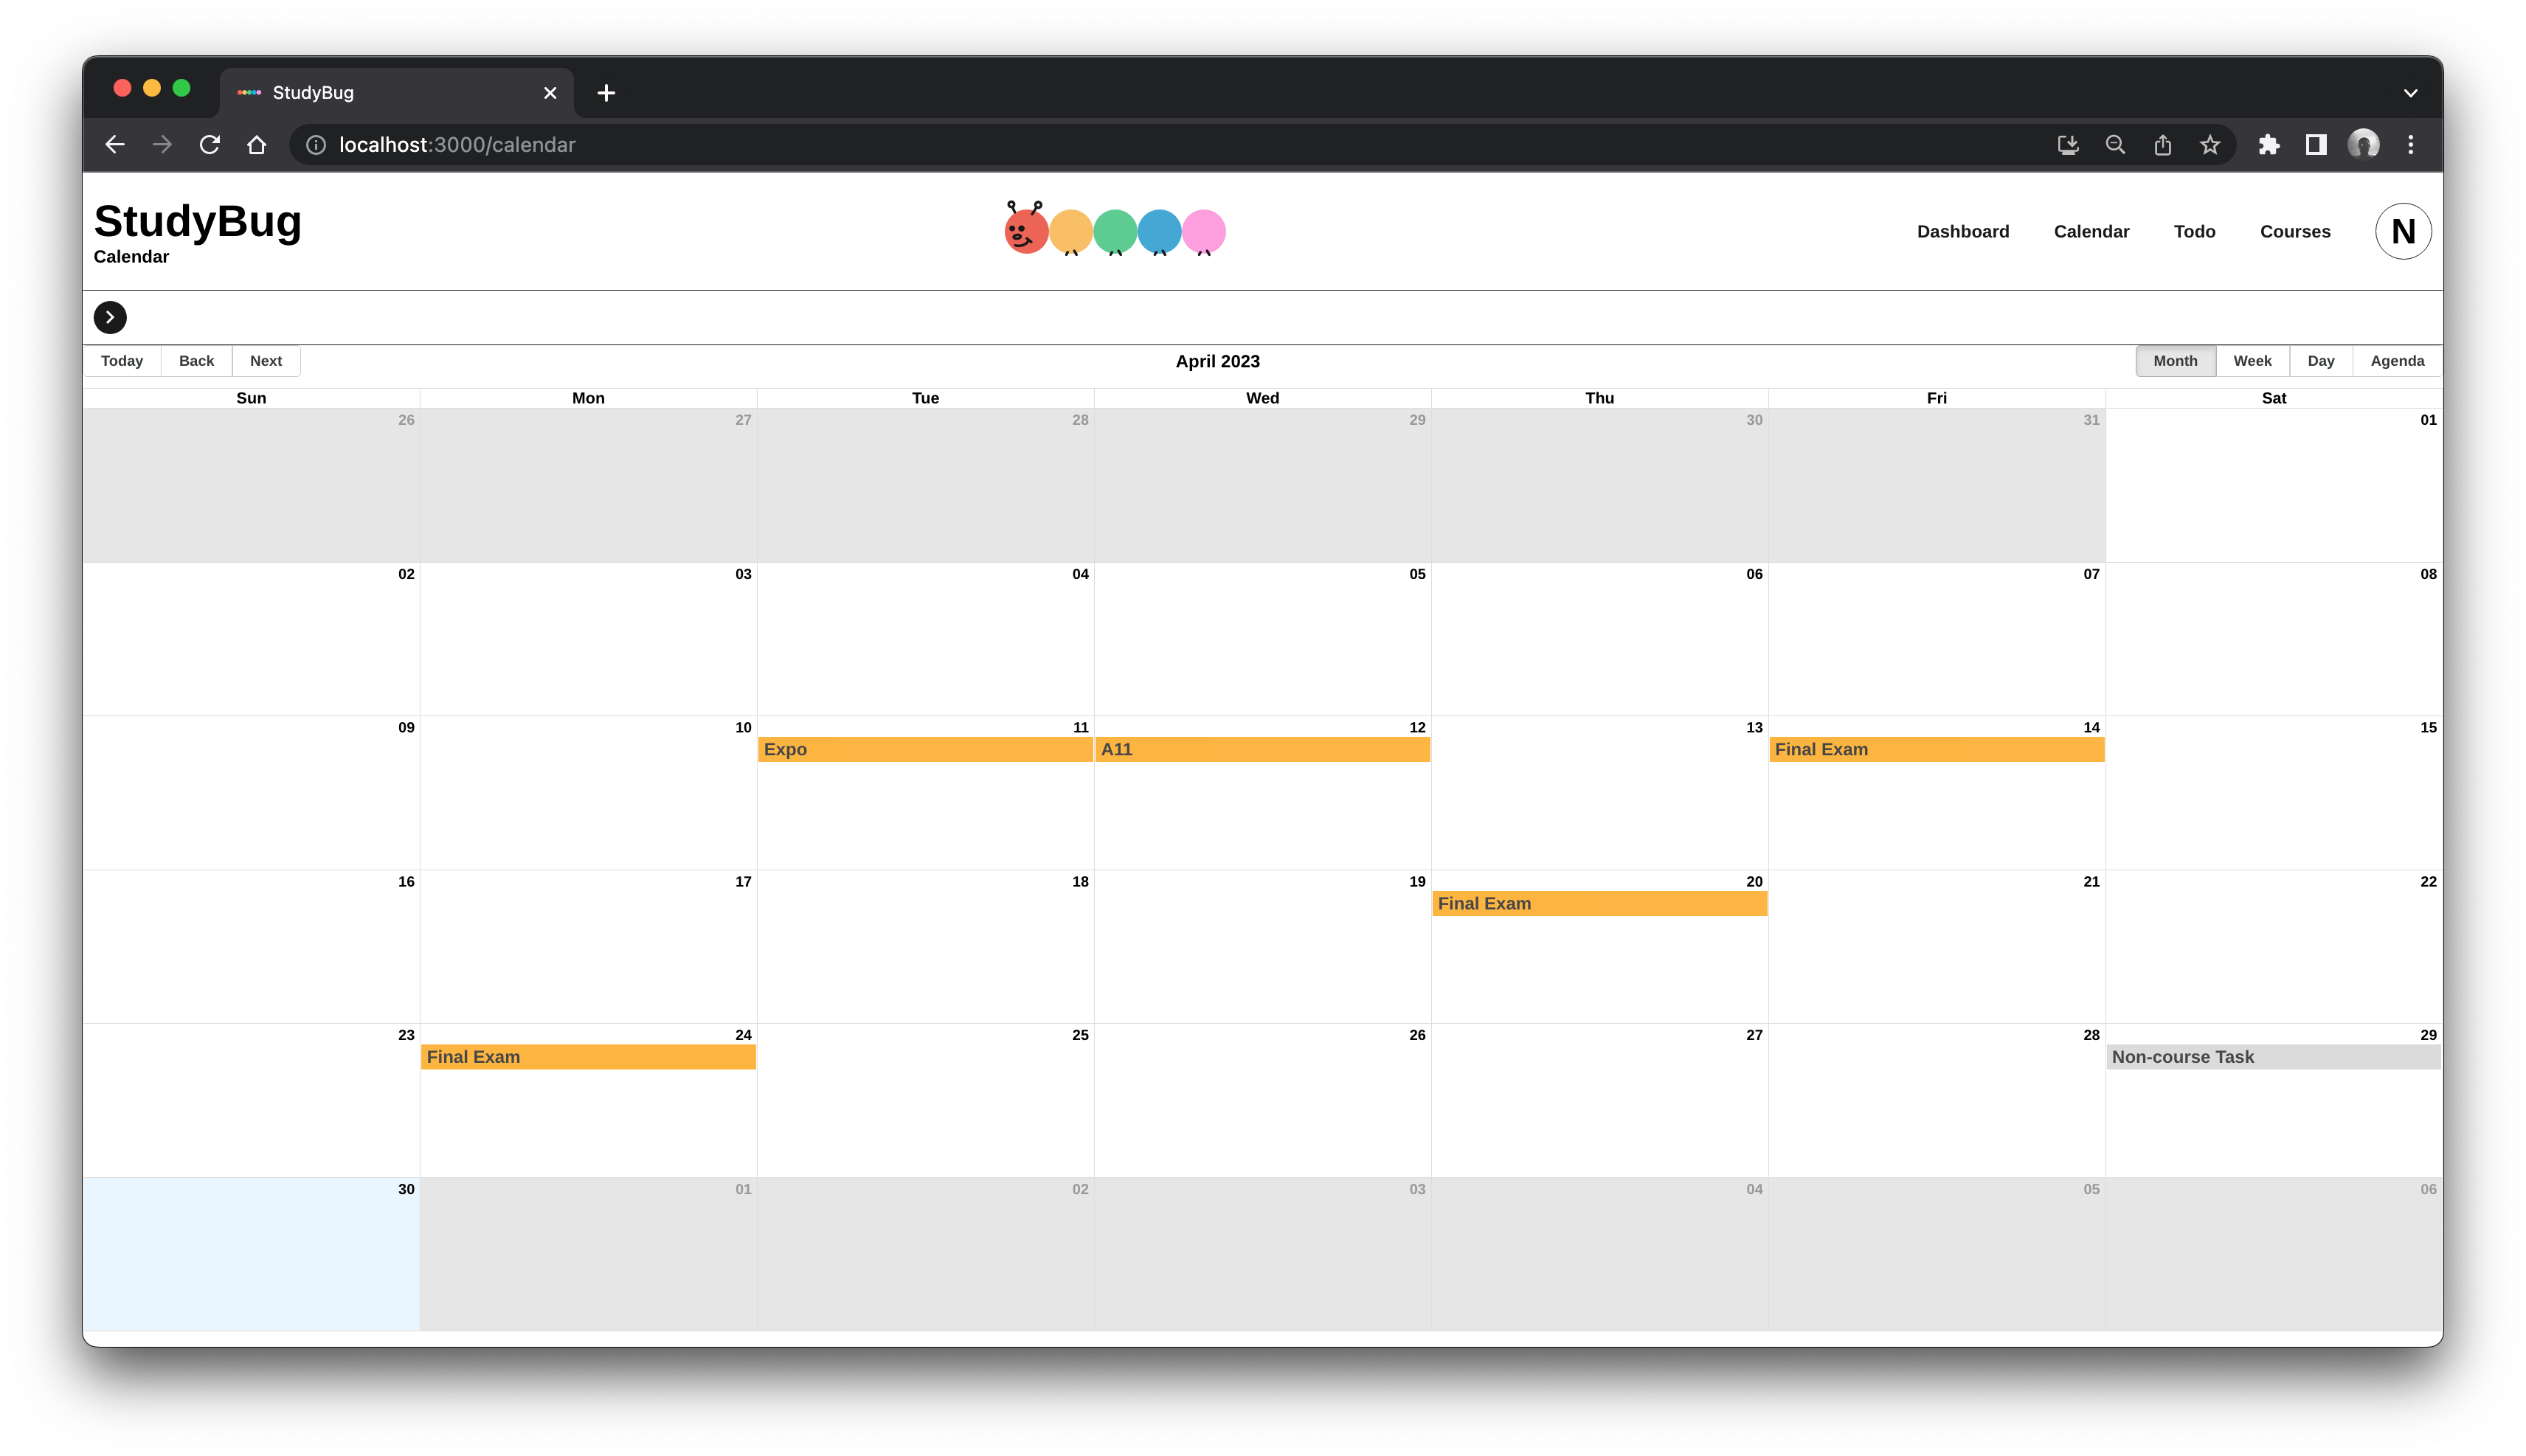 StudyBug
localhost:3000/calendar
StudyBug
Calendar
Dashboard Calendar Todo Courses N
Today Back Next April 2023 Month Week Day Agenda
Sun Mon Tue Wed Thu Fri Sat
26 27 28 29 30 31 01
02 03 04 05 06 07 08
09 10 11 12 13 14 15
Expo A11 Final Exam
16 17 18 19 20 21 22
Final Exam
23 24 25 26 27 28 29
Final Exam Non-course Task
30 01 02 03 04 05 06